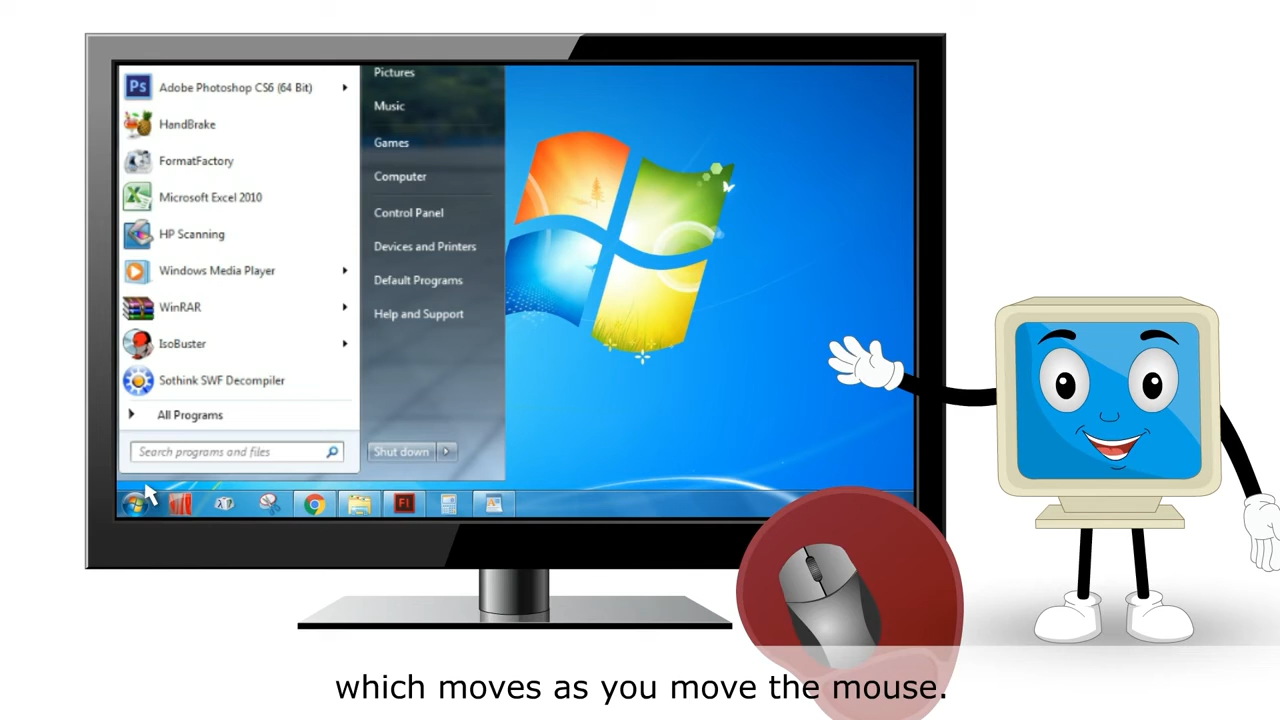 Ps
Adobe Photoshop CS6 (64 Bit)
HandBrake
FormatFactory
Microsoft Excel 2010
HP Scanning
Windows Media Player
WinRAR
IsoBuster
Sothink SWF Decompiler
All Programs
Search programs and files
Pictures
Music
Games
Computer
Control Panel
Devices and Printers
Default Programs
Help and Support
Shut down
Fl
which moves as you move the mouse.